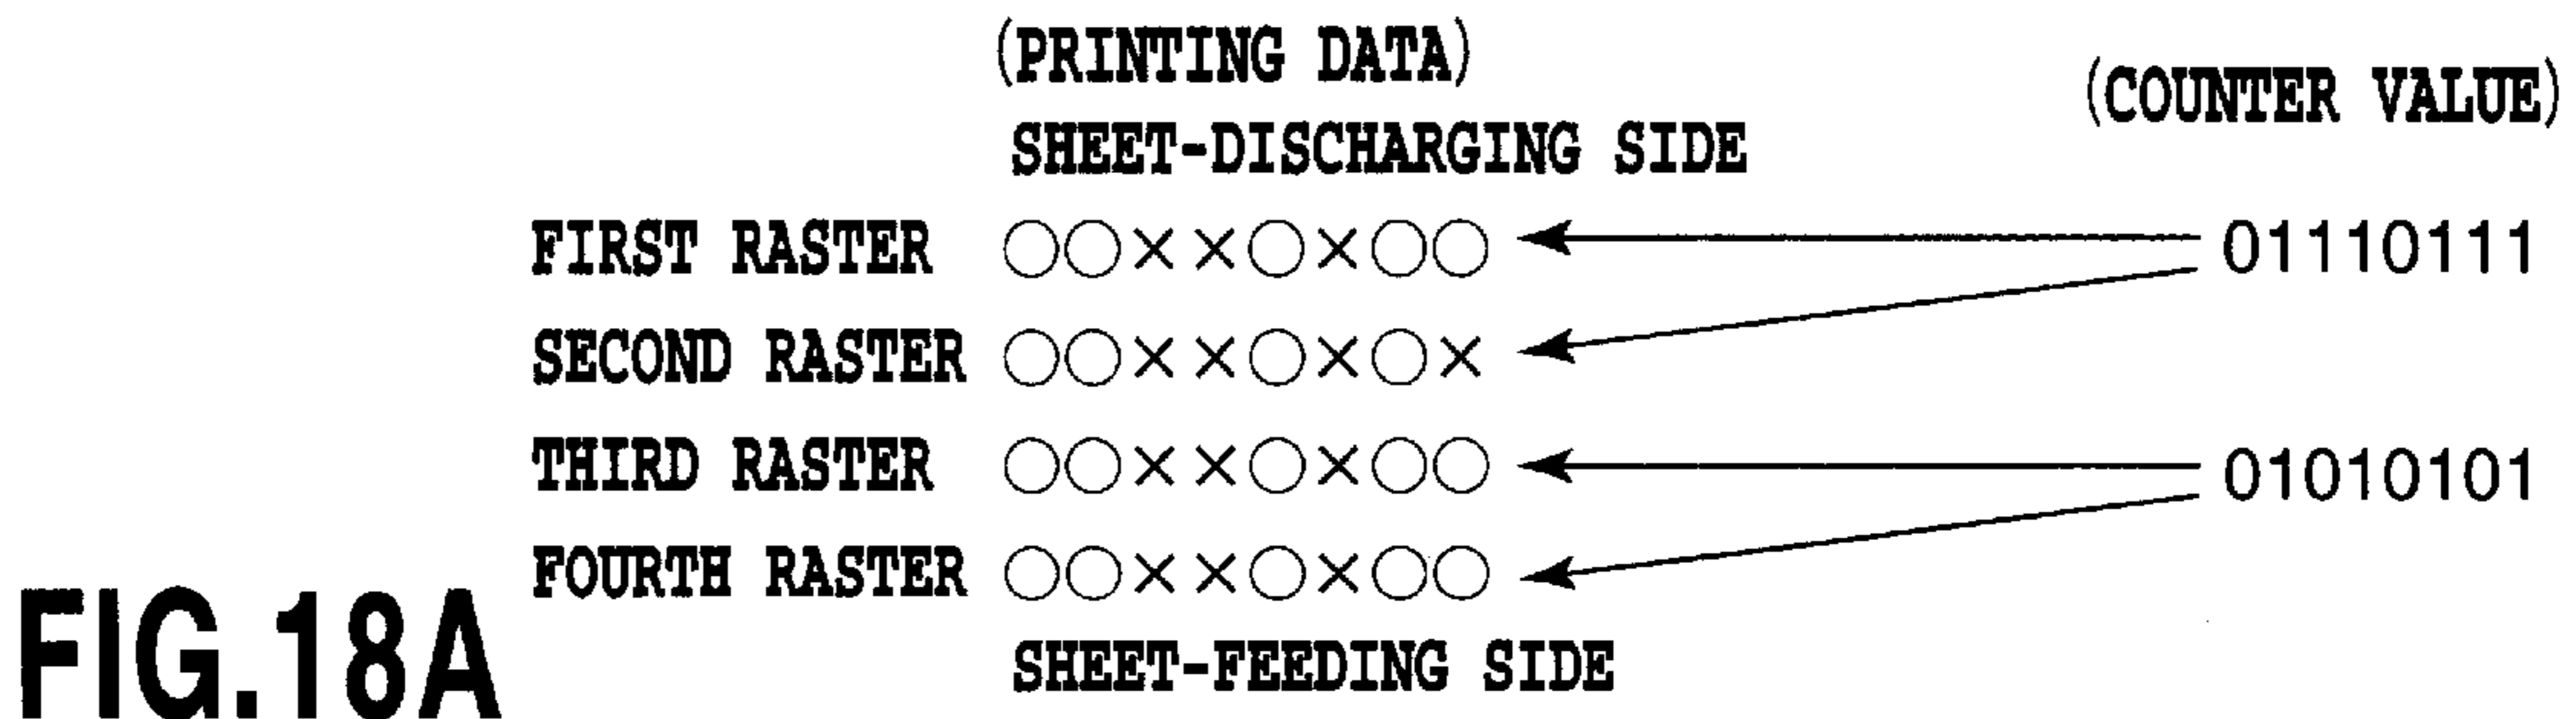 (PRINTING DATA)
(COUNTER VALUE)
SHEET-DISCHARGING SIDE
FIRST RASTER ○○××○×○○ 01110111
SECOND RASTER ○○××○×○×
THIRD RASTER ○○××○×○○ 01010101
FOURTH RASTER ○○××○×○○
SHEET-FEEDING SIDE
FIG.18A